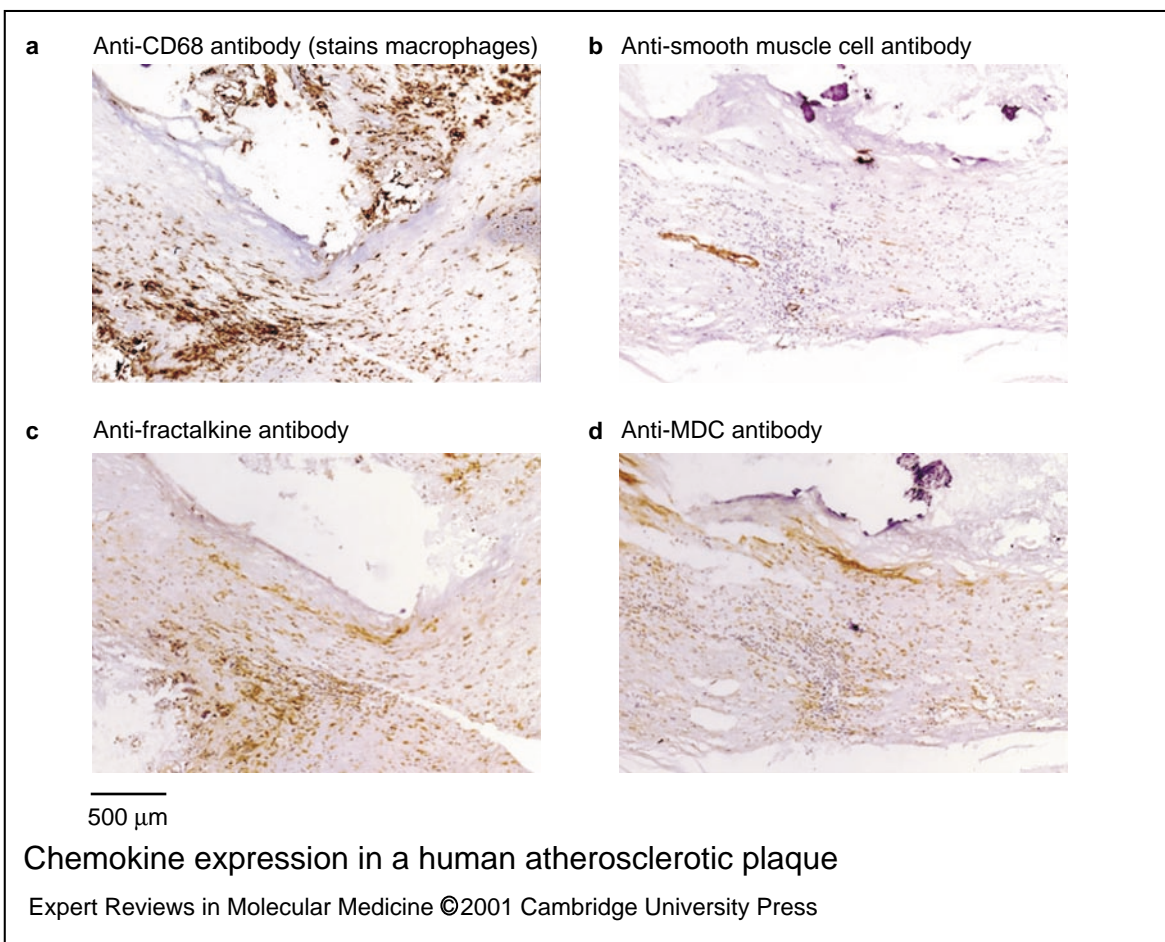 a Anti-CD68 antibody (stains macrophages)
b Anti-smooth muscle cell antibody
c Anti-fractalkine antibody
d Anti-MDC antibody
500 µm
Chemokine expression in a human atherosclerotic plaque
Expert Reviews in Molecular Medicine ©2001 Cambridge University Press